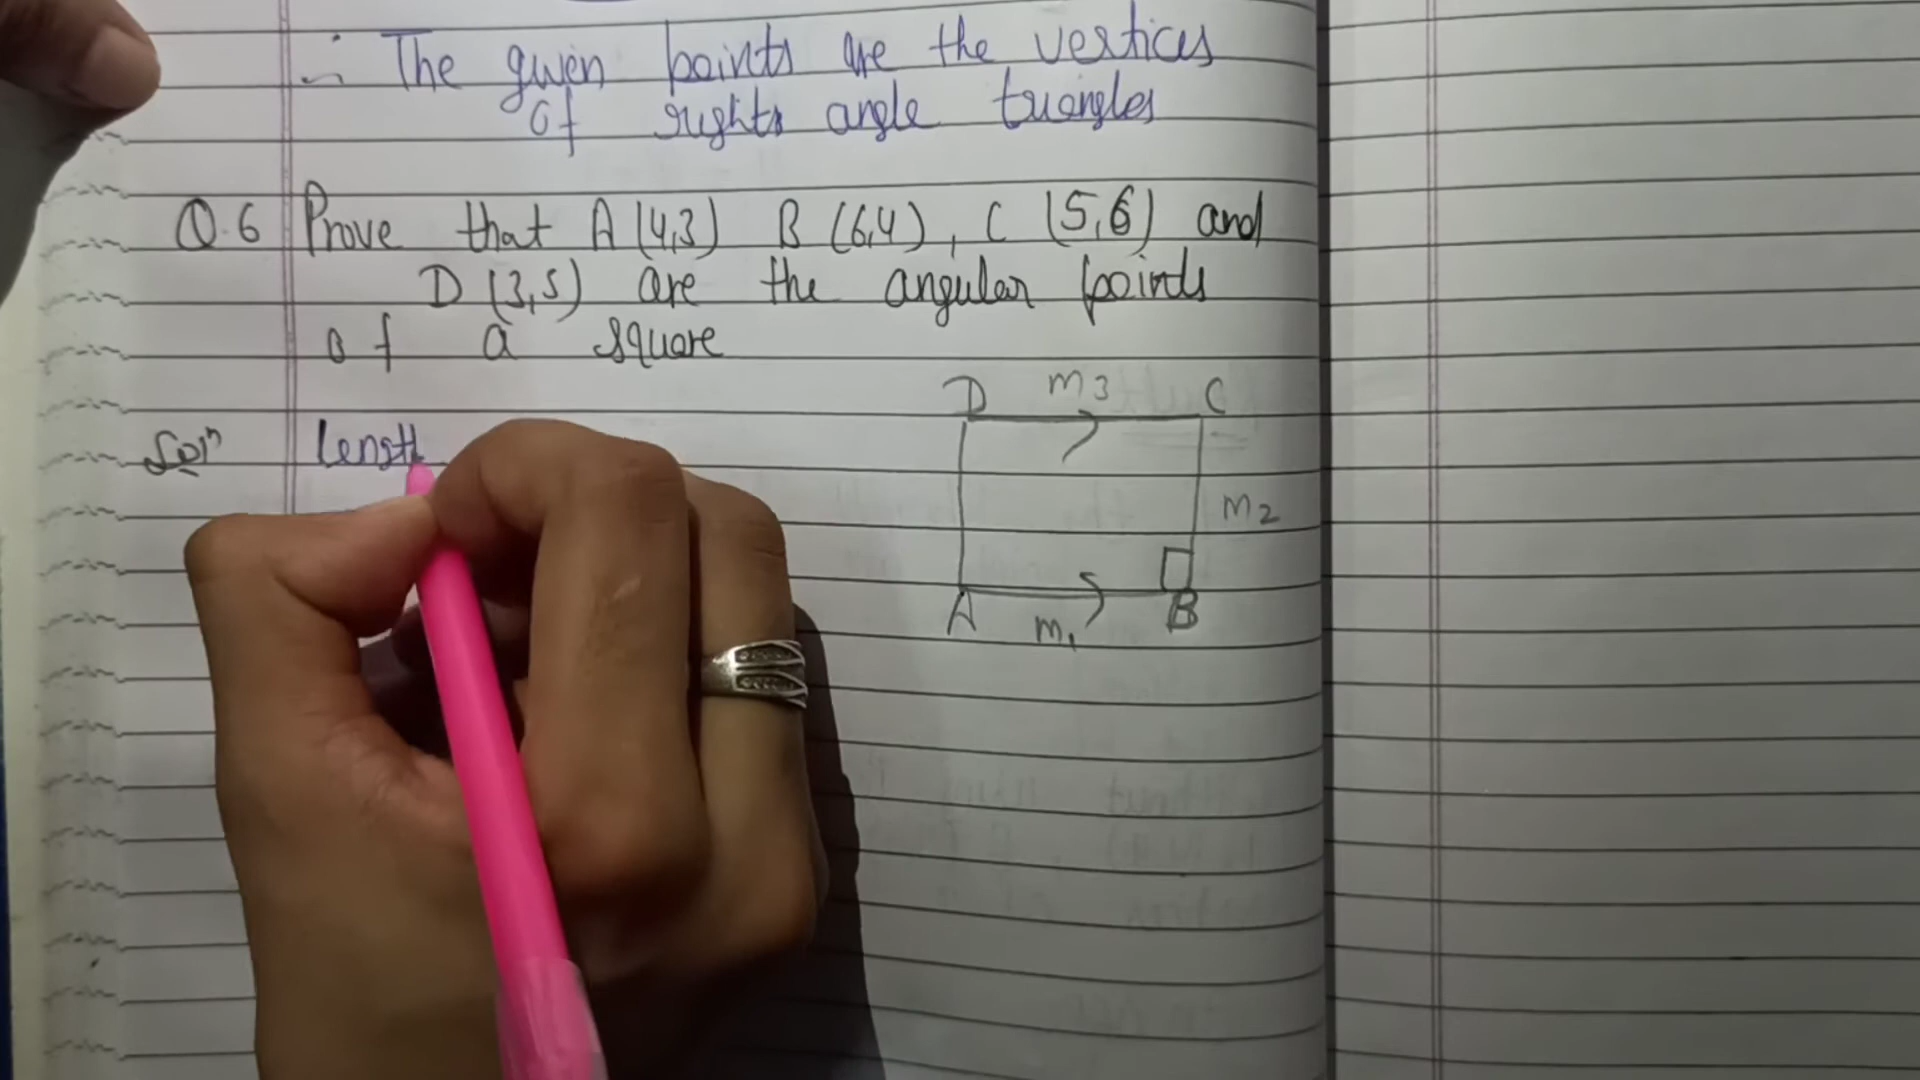 ∴ The given points are the vertices
of rights angle triangles
Q.6 Prove that A (4,3) B (6,4), C (5,6) and
D (3,5) are the angular points
of a square
D m3 C
Solⁿ Length
m2
A B
m1